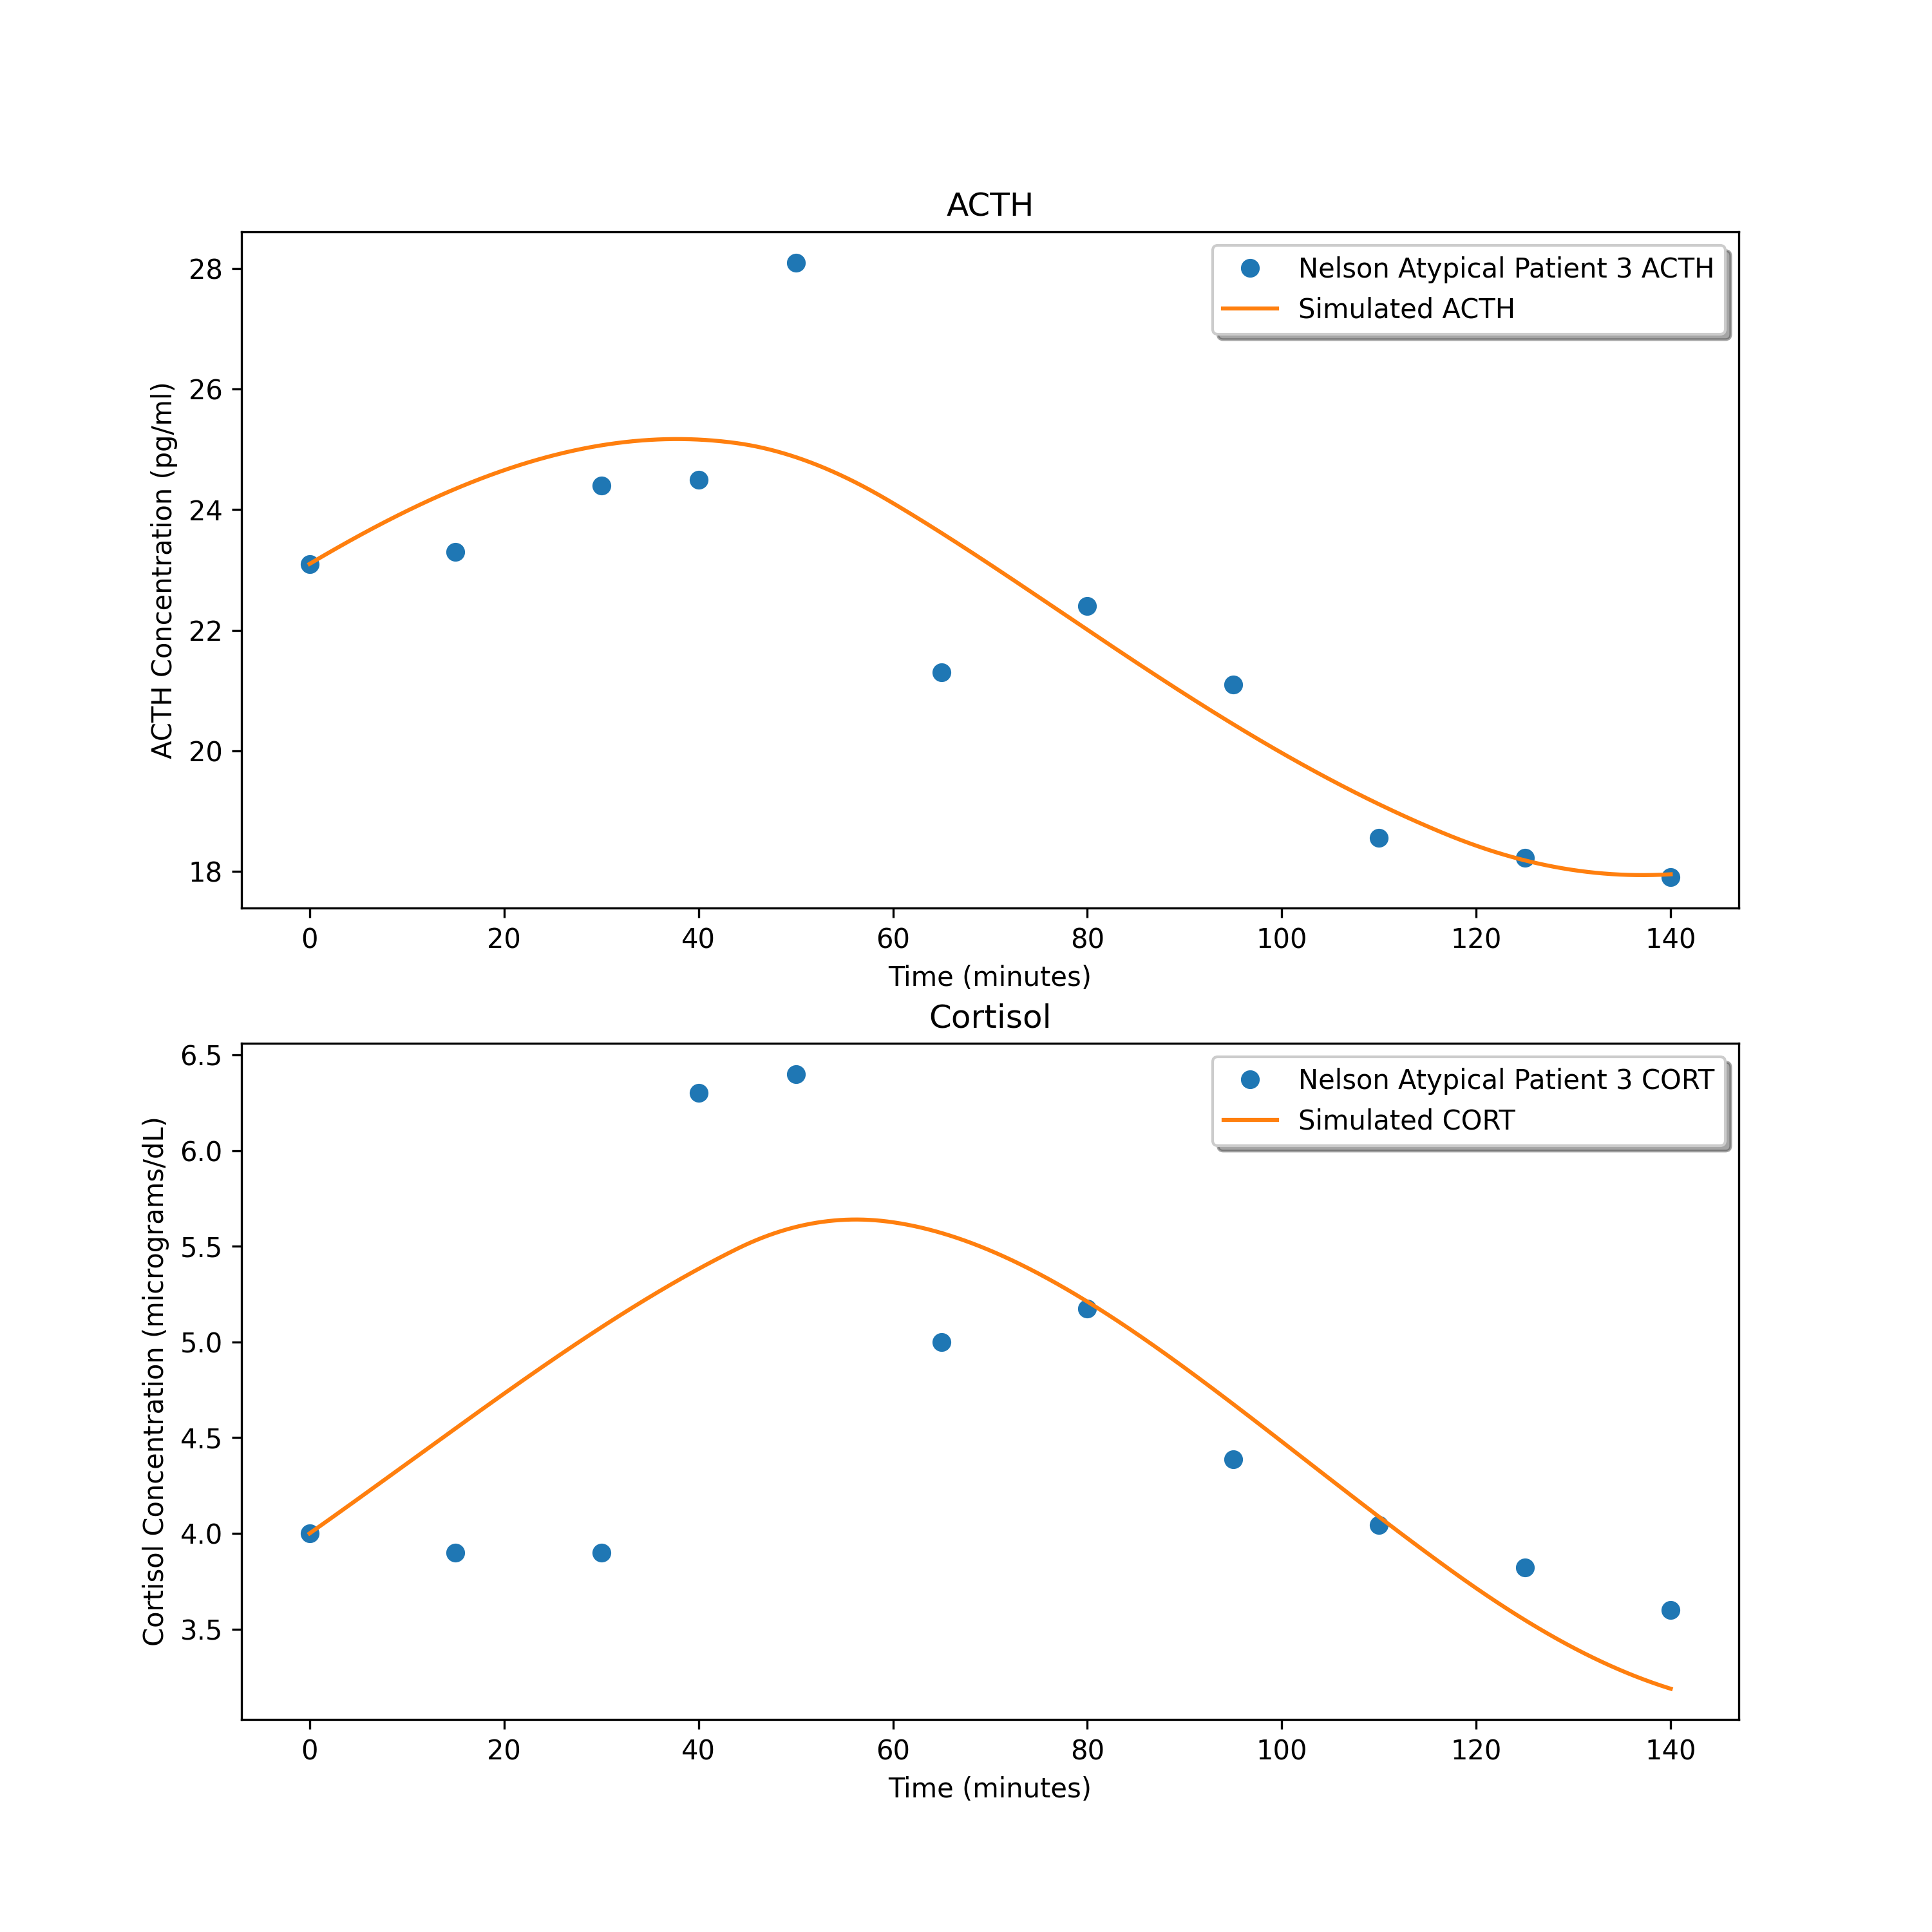 ACTH
28
26
24
22
20
18
ACTH Concentration (pg/ml)
Nelson Atypical Patient 3 ACTH
Simulated ACTH
0 20 40 60 80 100 120 140
Time (minutes)
Cortisol
6.5
6.0
5.5
5.0
4.5
4.0
3.5
Cortisol Concentration (micrograms/dL)
Nelson Atypical Patient 3 CORT
Simulated CORT
0 20 40 60 80 100 120 140
Time (minutes)